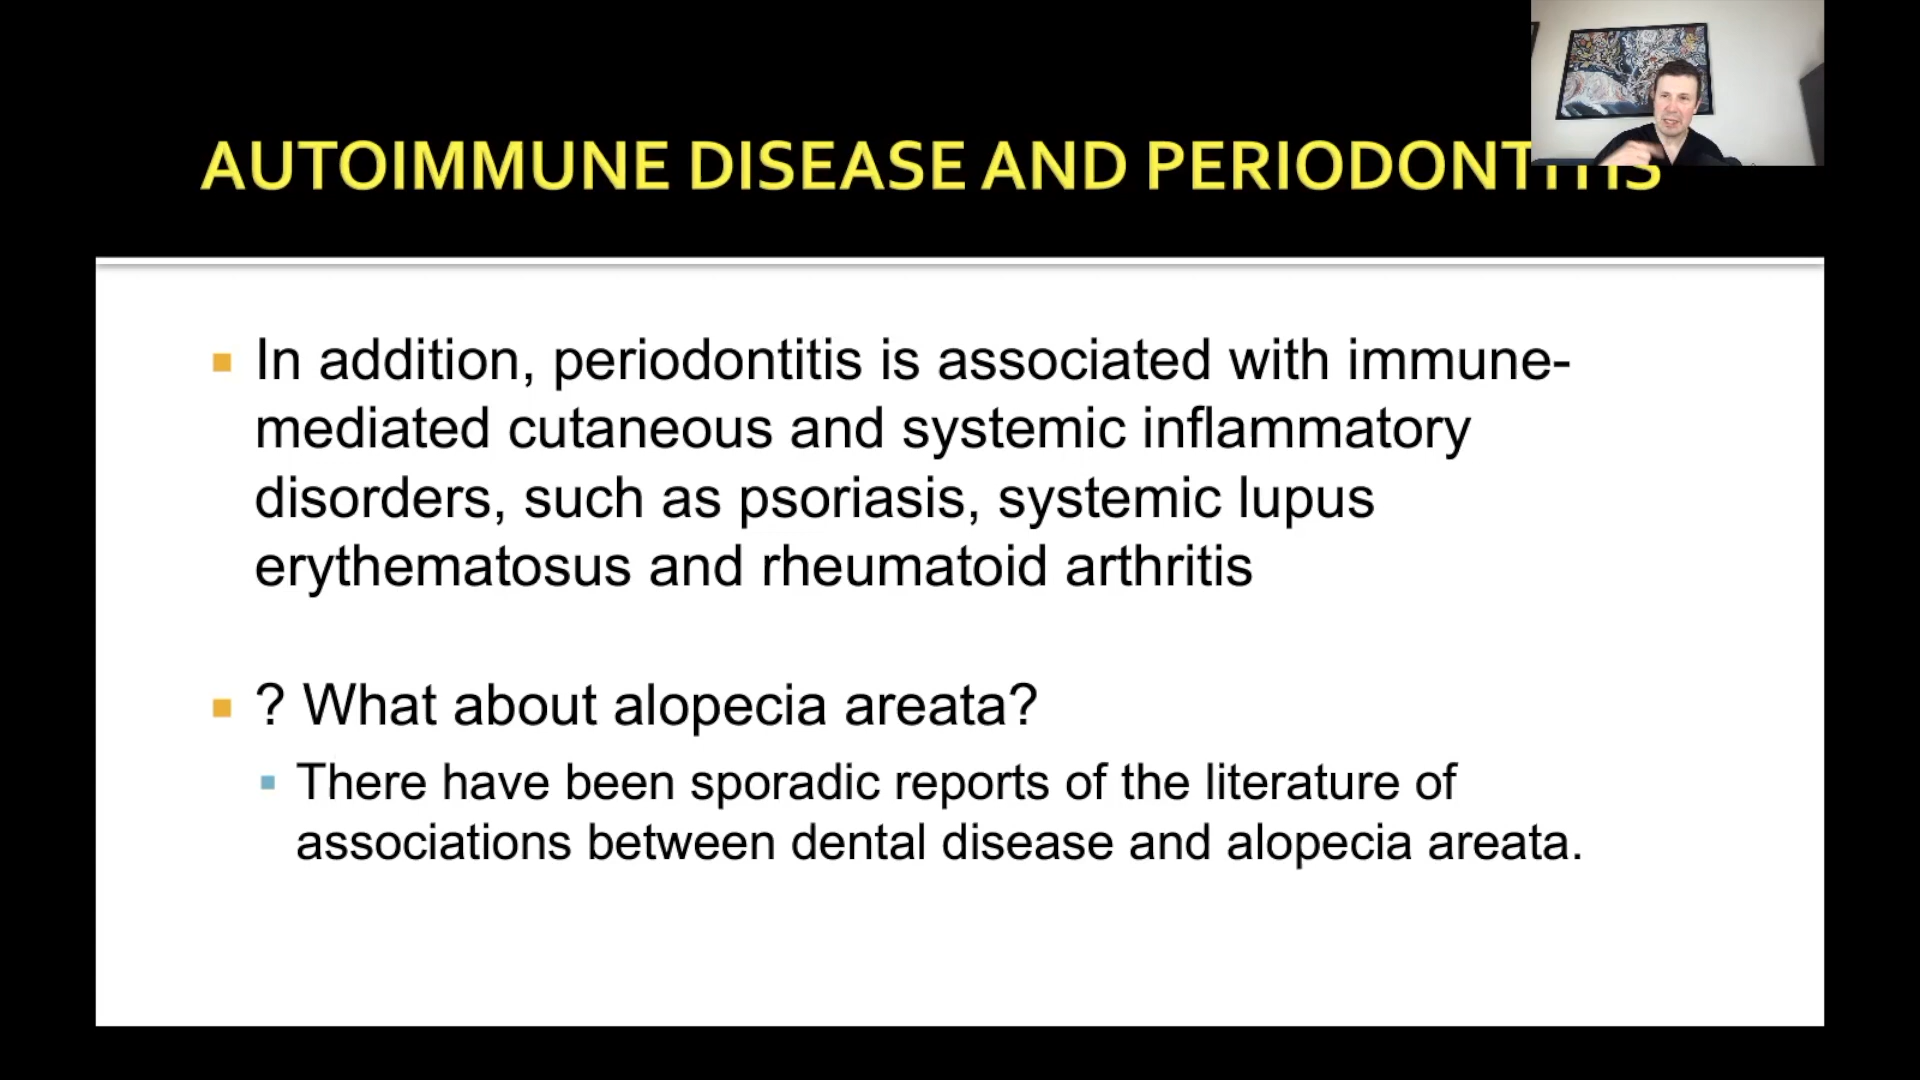 AUTOIMMUNE DISEASE AND PERIODONTITIS
In addition, periodontitis is associated with immune-
mediated cutaneous and systemic inflammatory
disorders, such as psoriasis, systemic lupus
erythematosus and rheumatoid arthritis
? What about alopecia areata?
There have been sporadic reports of the literature of
associations between dental disease and alopecia areata.